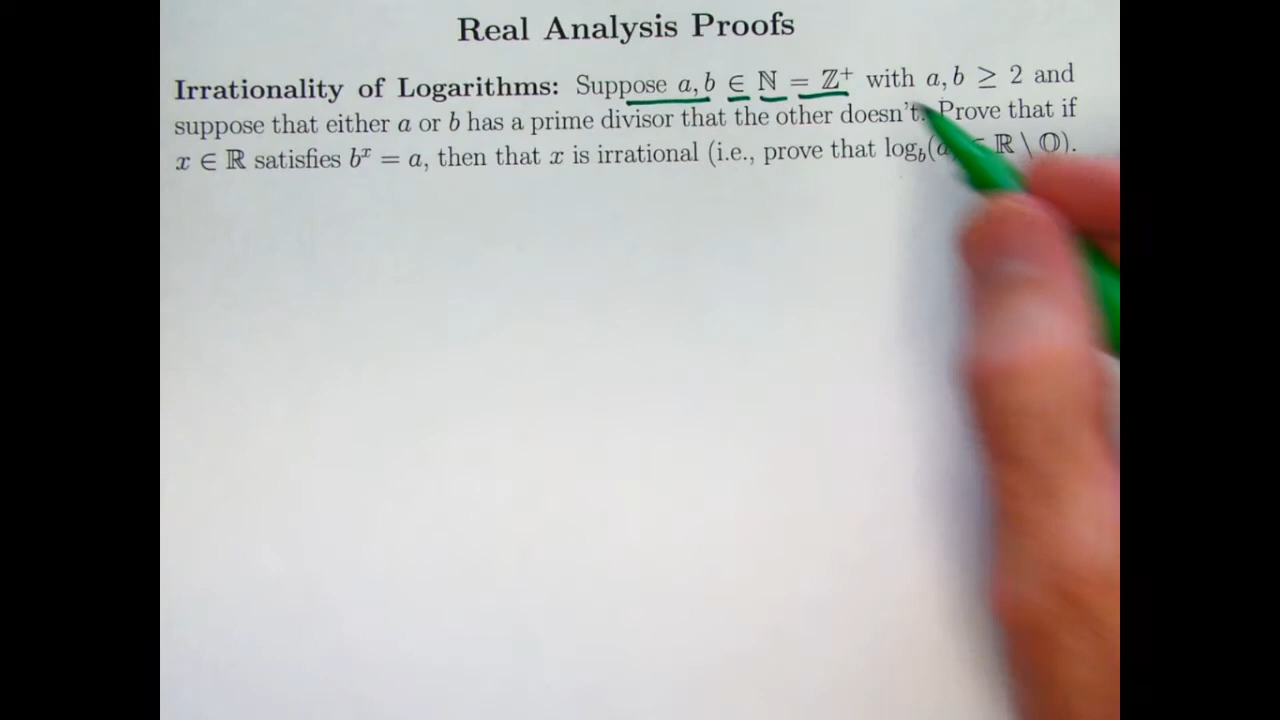 Real Analysis Proofs
Irrationality of Logarithms: Suppose a, b ∈ ℕ = ℤ⁺ with a, b ≥ 2 and
suppose that either a or b has a prime divisor that the other doesn't. Prove that if
x ∈ ℝ satisfies bˣ = a, then that x is irrational (i.e., prove that log_b(a ℝ \ ℚ).